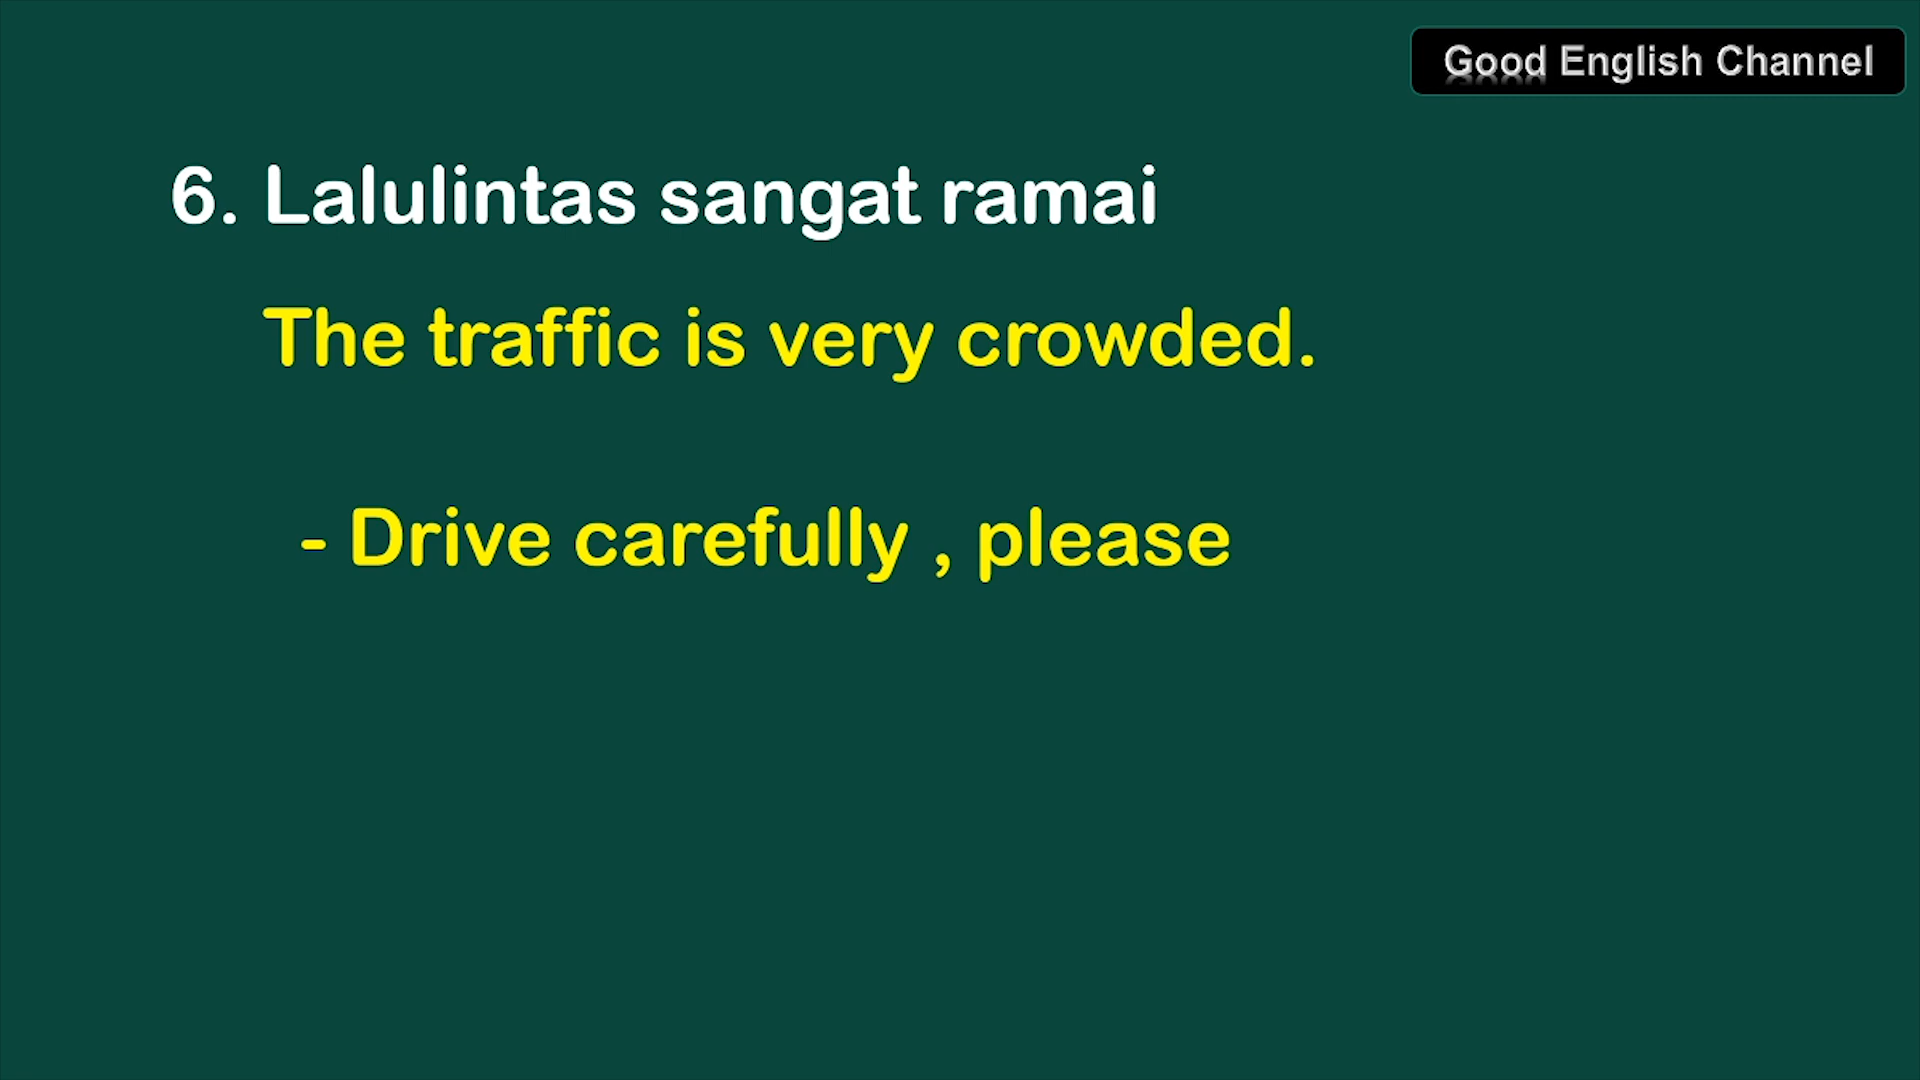 Good English Channel
6. Lalulintas sangat ramai
The traffic is very crowded.
- Drive carefully , please